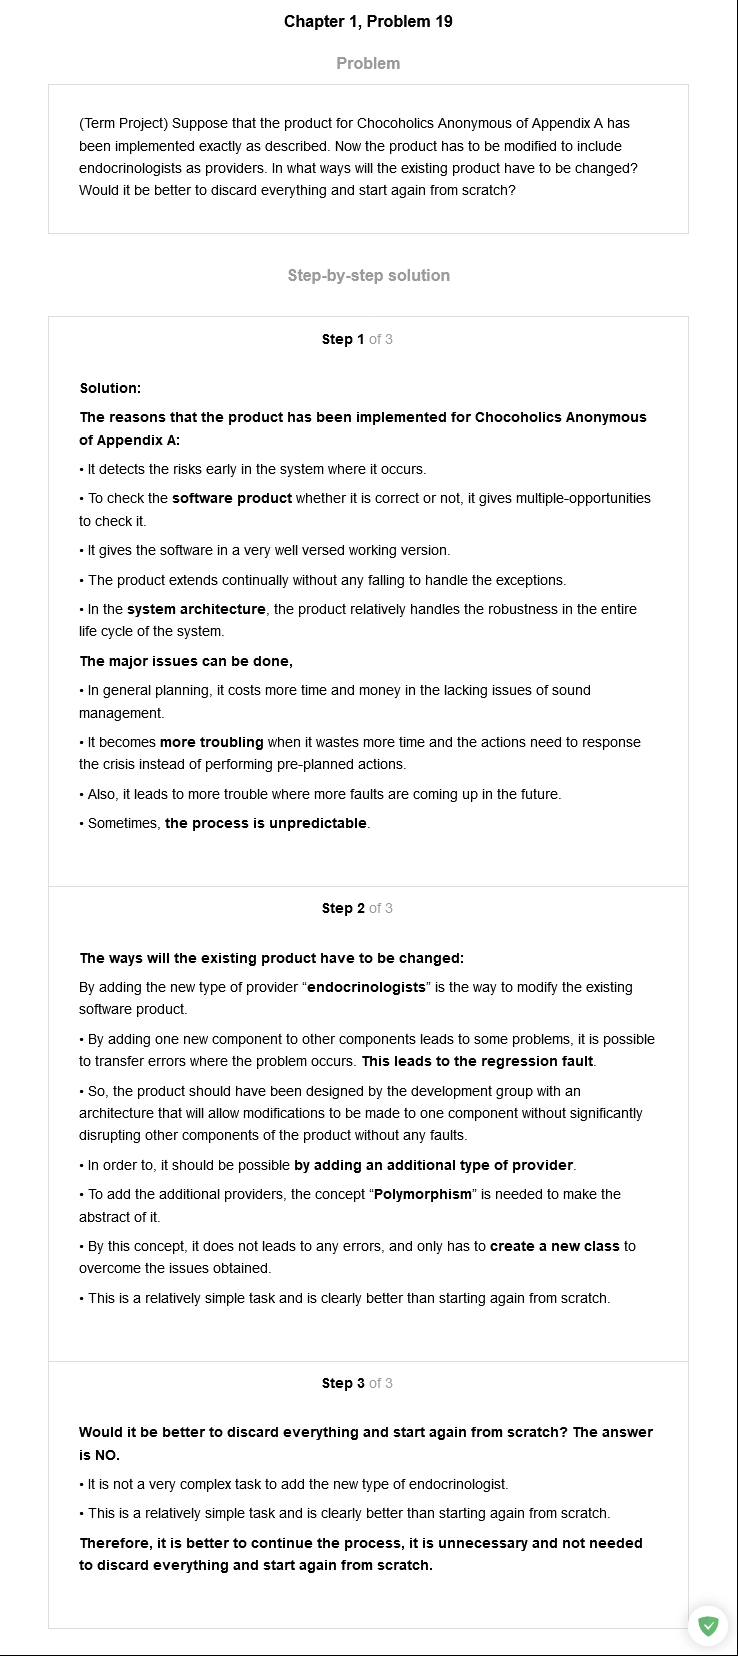 Chapter 1, Problem 19
Problem
(Term Project) Suppose that the product for Chocoholics Anonymous of Appendix A has
been implemented exactly as described. Now the product has to be modified to include
endocrinologists as providers. In what ways will the existing product have to be changed?
Would it be better to discard everything and start again from scratch?
Step-by-step solution
Step 1 of 3
Solution:
The reasons that the product has been implemented for Chocoholics Anonymous
of Appendix A:
• It detects the risks early in the system where it occurs.
• To check the software product whether it is correct or not, it gives multiple-opportunities
to check it.
• It gives the software in a very well versed working version.
• The product extends continually without any falling to handle the exceptions.
• In the system architecture, the product relatively handles the robustness in the entire
life cycle of the system.
The major issues can be done,
• In general planning, it costs more time and money in the lacking issues of sound
management.
• It becomes more troubling when it wastes more time and the actions need to response
the crisis instead of performing pre-planned actions.
• Also, it leads to more trouble where more faults are coming up in the future.
• Sometimes, the process is unpredictable.
Step 2 of 3
The ways will the existing product have to be changed:
By adding the new type of provider “endocrinologists” is the way to modify the existing
software product.
• By adding one new component to other components leads to some problems, it is possible
to transfer errors where the problem occurs. This leads to the regression fault.
• So, the product should have been designed by the development group with an
architecture that will allow modifications to be made to one component without significantly
disrupting other components of the product without any faults.
• In order to, it should be possible by adding an additional type of provider.
• To add the additional providers, the concept “Polymorphism” is needed to make the
abstract of it.
• By this concept, it does not leads to any errors, and only has to create a new class to
overcome the issues obtained.
• This is a relatively simple task and is clearly better than starting again from scratch.
Step 3 of 3
Would it be better to discard everything and start again from scratch? The answer
is NO.
• It is not a very complex task to add the new type of endocrinologist.
• This is a relatively simple task and is clearly better than starting again from scratch.
Therefore, it is better to continue the process, it is unnecessary and not needed
to discard everything and start again from scratch.